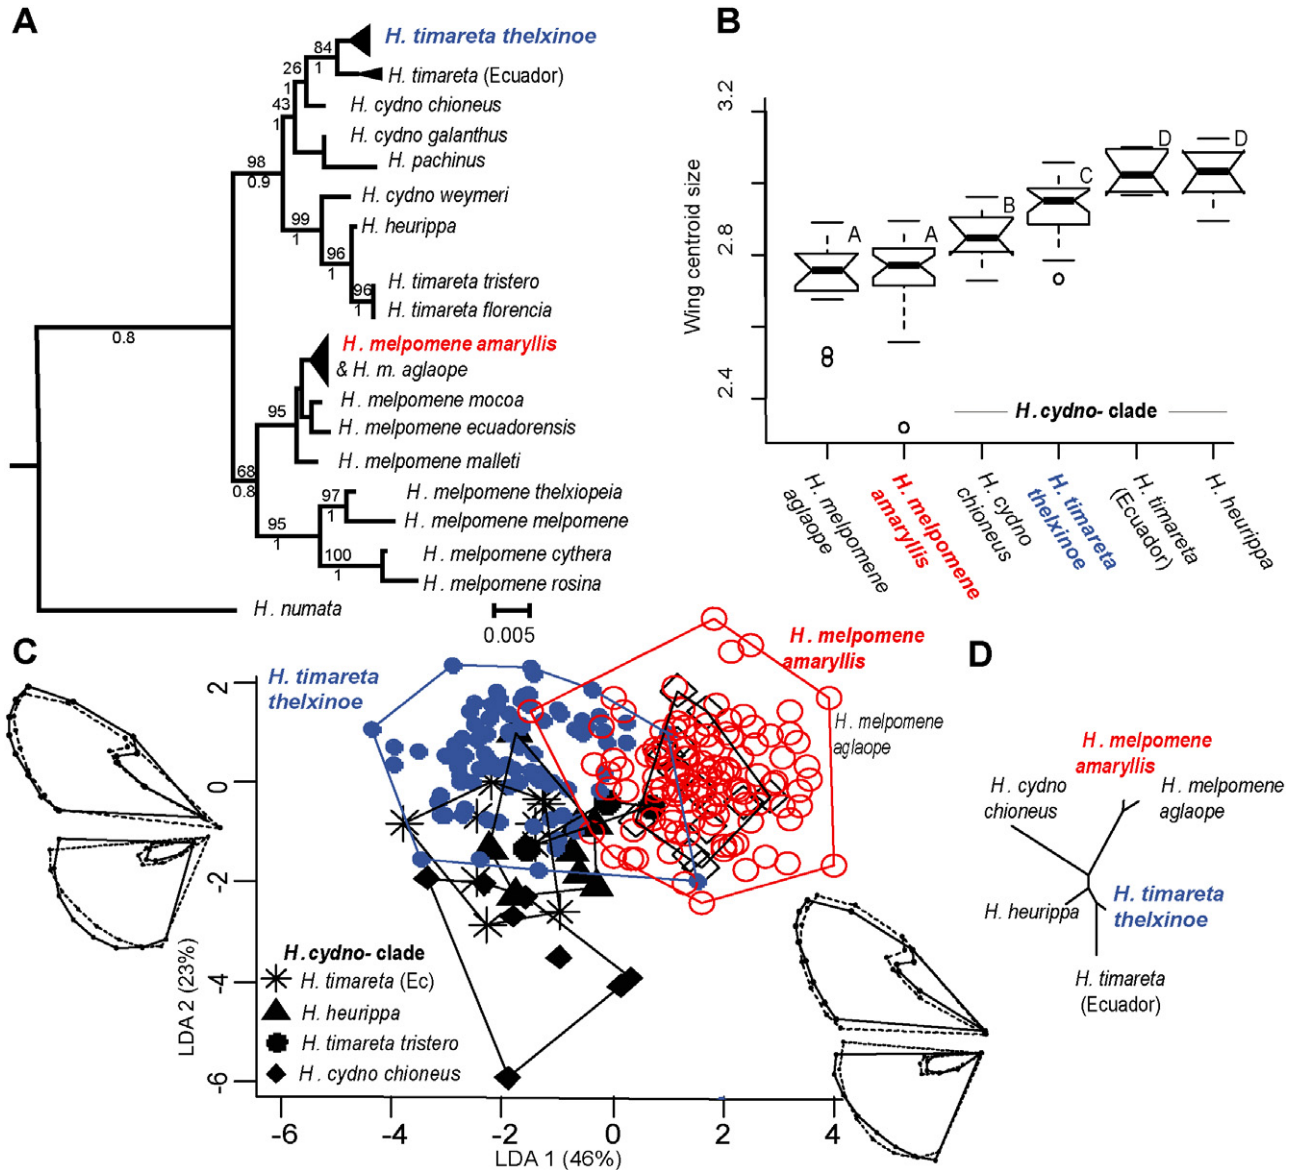 A
H. timareta thelxinoe
84
1
H. timareta (Ecuador)
26
1
H. cydno chioneus
43
1
H. cydno galanthus
H. pachinus
98
0.9
H. cydno weymeri
99
1
H. heurippa
96
1
H. timareta tristero
96
1
H. timareta florencia
0.8
H. melpomene amaryllis
& H. m. aglaope
H. melpomene mocoa
95
H. melpomene ecuadorensis
H. melpomene malleti
68
0.8
H. melpomene thelxiopeia
97
1
H. melpomene melpomene
95
1
H. melpomene cythera
100
1
H. melpomene rosina
H. numata
0.005
B
Wing centroid size
3.2
2.8
2.4
A
A
B
C
D
D
H.cydno- clade
H. melpomene
aglaope
H. melpomene
amaryllis
H. cydno
chioneus
H. timareta
thelxinoe
H. timareta
(Ecuador)
H. heurippa
C
H. timareta
thelxinoe
H. melpomene
amaryllis
H. melpomene
aglaope
2
0
-2
-4
-6
LDA 2 (23%)
H.cydno- clade
H. timareta (Ec)
H. heurippa
H. timareta tristero
H. cydno chioneus
-6
-4
-2
0
2
4
LDA 1 (46%)
D
H. melpomene
amaryllis
H. cydno
chioneus
H. melpomene
aglaope
H. heurippa
H. timareta
thelxinoe
H. timareta
(Ecuador)